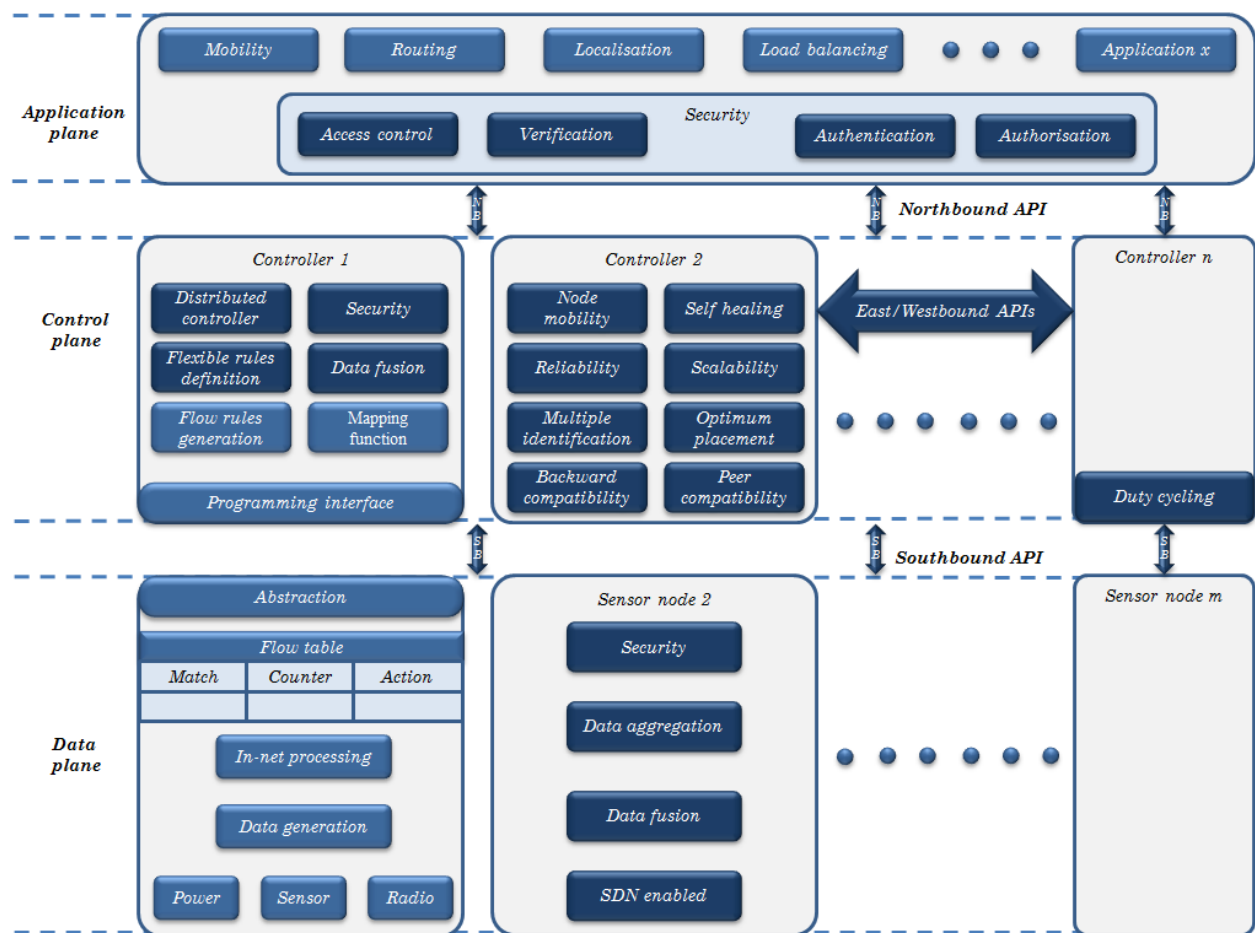 Mobility
Routing
Localisation
Load balancing
Application x
Application
plane
Security
Access control
Verification
Authentication
Authorisation
NB
NB
Northbound API
NB
Control
plane
Controller 1
Distributed
controller
Security
Flexible rules
definition
Data fusion
Flow rules
generation
Mapping
function
Programming interface
Controller 2
Node
mobility
Self healing
Reliability
Scalability
Multiple
identification
Optimum
placement
Backward
compatibility
Peer
compatibility
East/Westbound APIs
Controller n
Duty cycling
SB
SB
Southbound API
SB
Data
plane
Abstraction
Flow table
Match
Counter
Action
In-net processing
Data generation
Power
Sensor
Radio
Sensor node 2
Security
Data aggregation
Data fusion
SDN enabled
Sensor node m